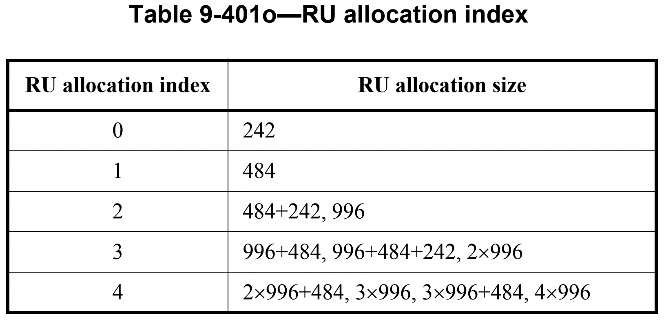 Table 9-401o—RU allocation index
RU allocation index RU allocation size
0 242
1 484
2 484+242, 996
3 996+484, 996+484+242, 2×996
4 2×996+484, 3×996, 3×996+484, 4×996